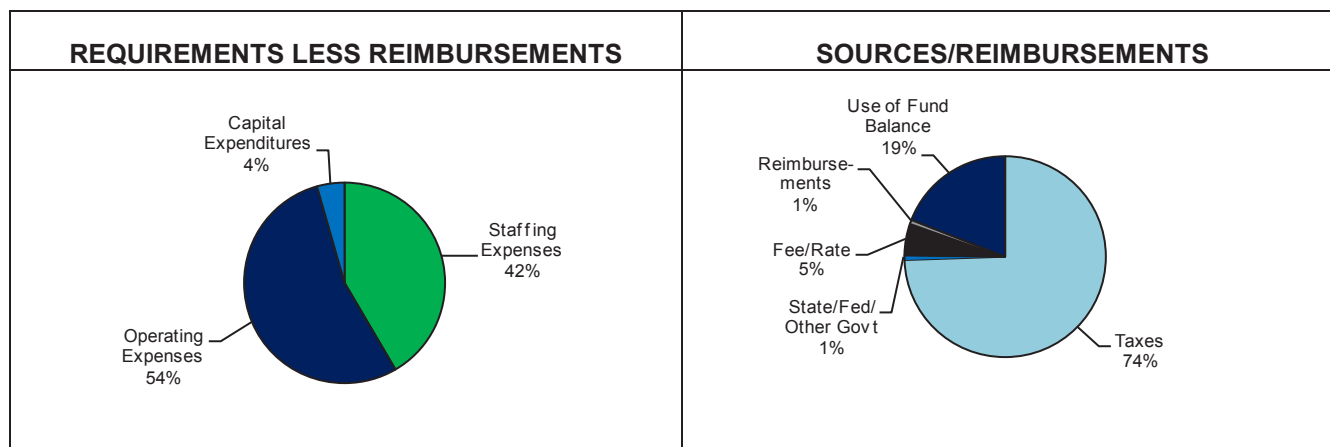 REQUIREMENTS LESS REIMBURSEMENTS
Capital
Expenditures
4%
Staffing
Expenses
42%
Operating
Expenses
54%
SOURCES/REIMBURSEMENTS
Use of Fund
Balance
19%
Reimburse-
ments
1%
Fee/Rate
5%
State/Fed/
Other Govt
1%
Taxes
74%